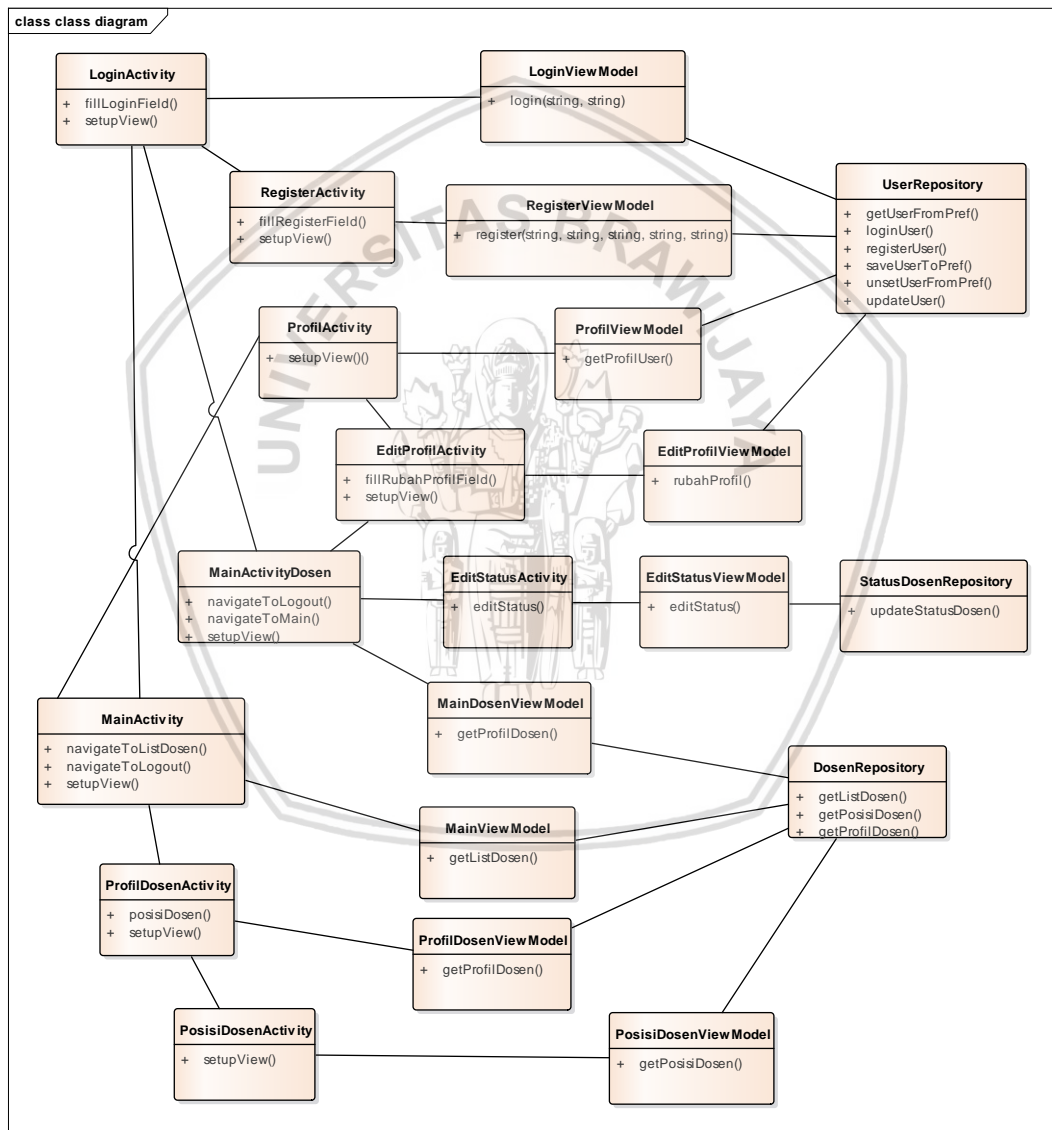 class class diagram
LoginActivity
+ fillLoginField()
+ setupView()
LoginViewModel
+ login(string, string)
RegisterActivity
+ fillRegisterField()
+ setupView()
RegisterViewModel
+ register(string, string, string, string, string)
UserRepository
+ getUserFromPref()
+ loginUser()
+ registerUser()
+ saveUserToPref()
+ unsetUserFromPref()
+ updateUser()
UNIVERSITAS BRAWIJAYA
ProfilActivity
+ setupView()()
ProfilViewModel
+ getProfilUser()
EditProfilActivity
+ fillRubahProfilField()
+ setupView()
EditProfilViewModel
+ rubahProfil()
MainActivityDosen
+ navigateToLogout()
+ navigateToMain()
+ setupView()
EditStatusActivity
+ editStatus()
EditStatusViewModel
+ editStatus()
StatusDosenRepository
+ updateStatusDosen()
MainActivity
+ navigateToListDosen()
+ navigateToLogout()
+ setupView()
MainDosenViewModel
+ getProfilDosen()
DosenRepository
+ getListDosen()
+ getPosisiDosen()
+ getProfilDosen()
MainViewModel
+ getListDosen()
ProfilDosenActivity
+ posisiDosen()
+ setupView()
ProfilDosenViewModel
+ getProfilDosen()
PosisiDosenActivity
+ setupView()
PosisiDosenViewModel
+ getPosisiDosen()